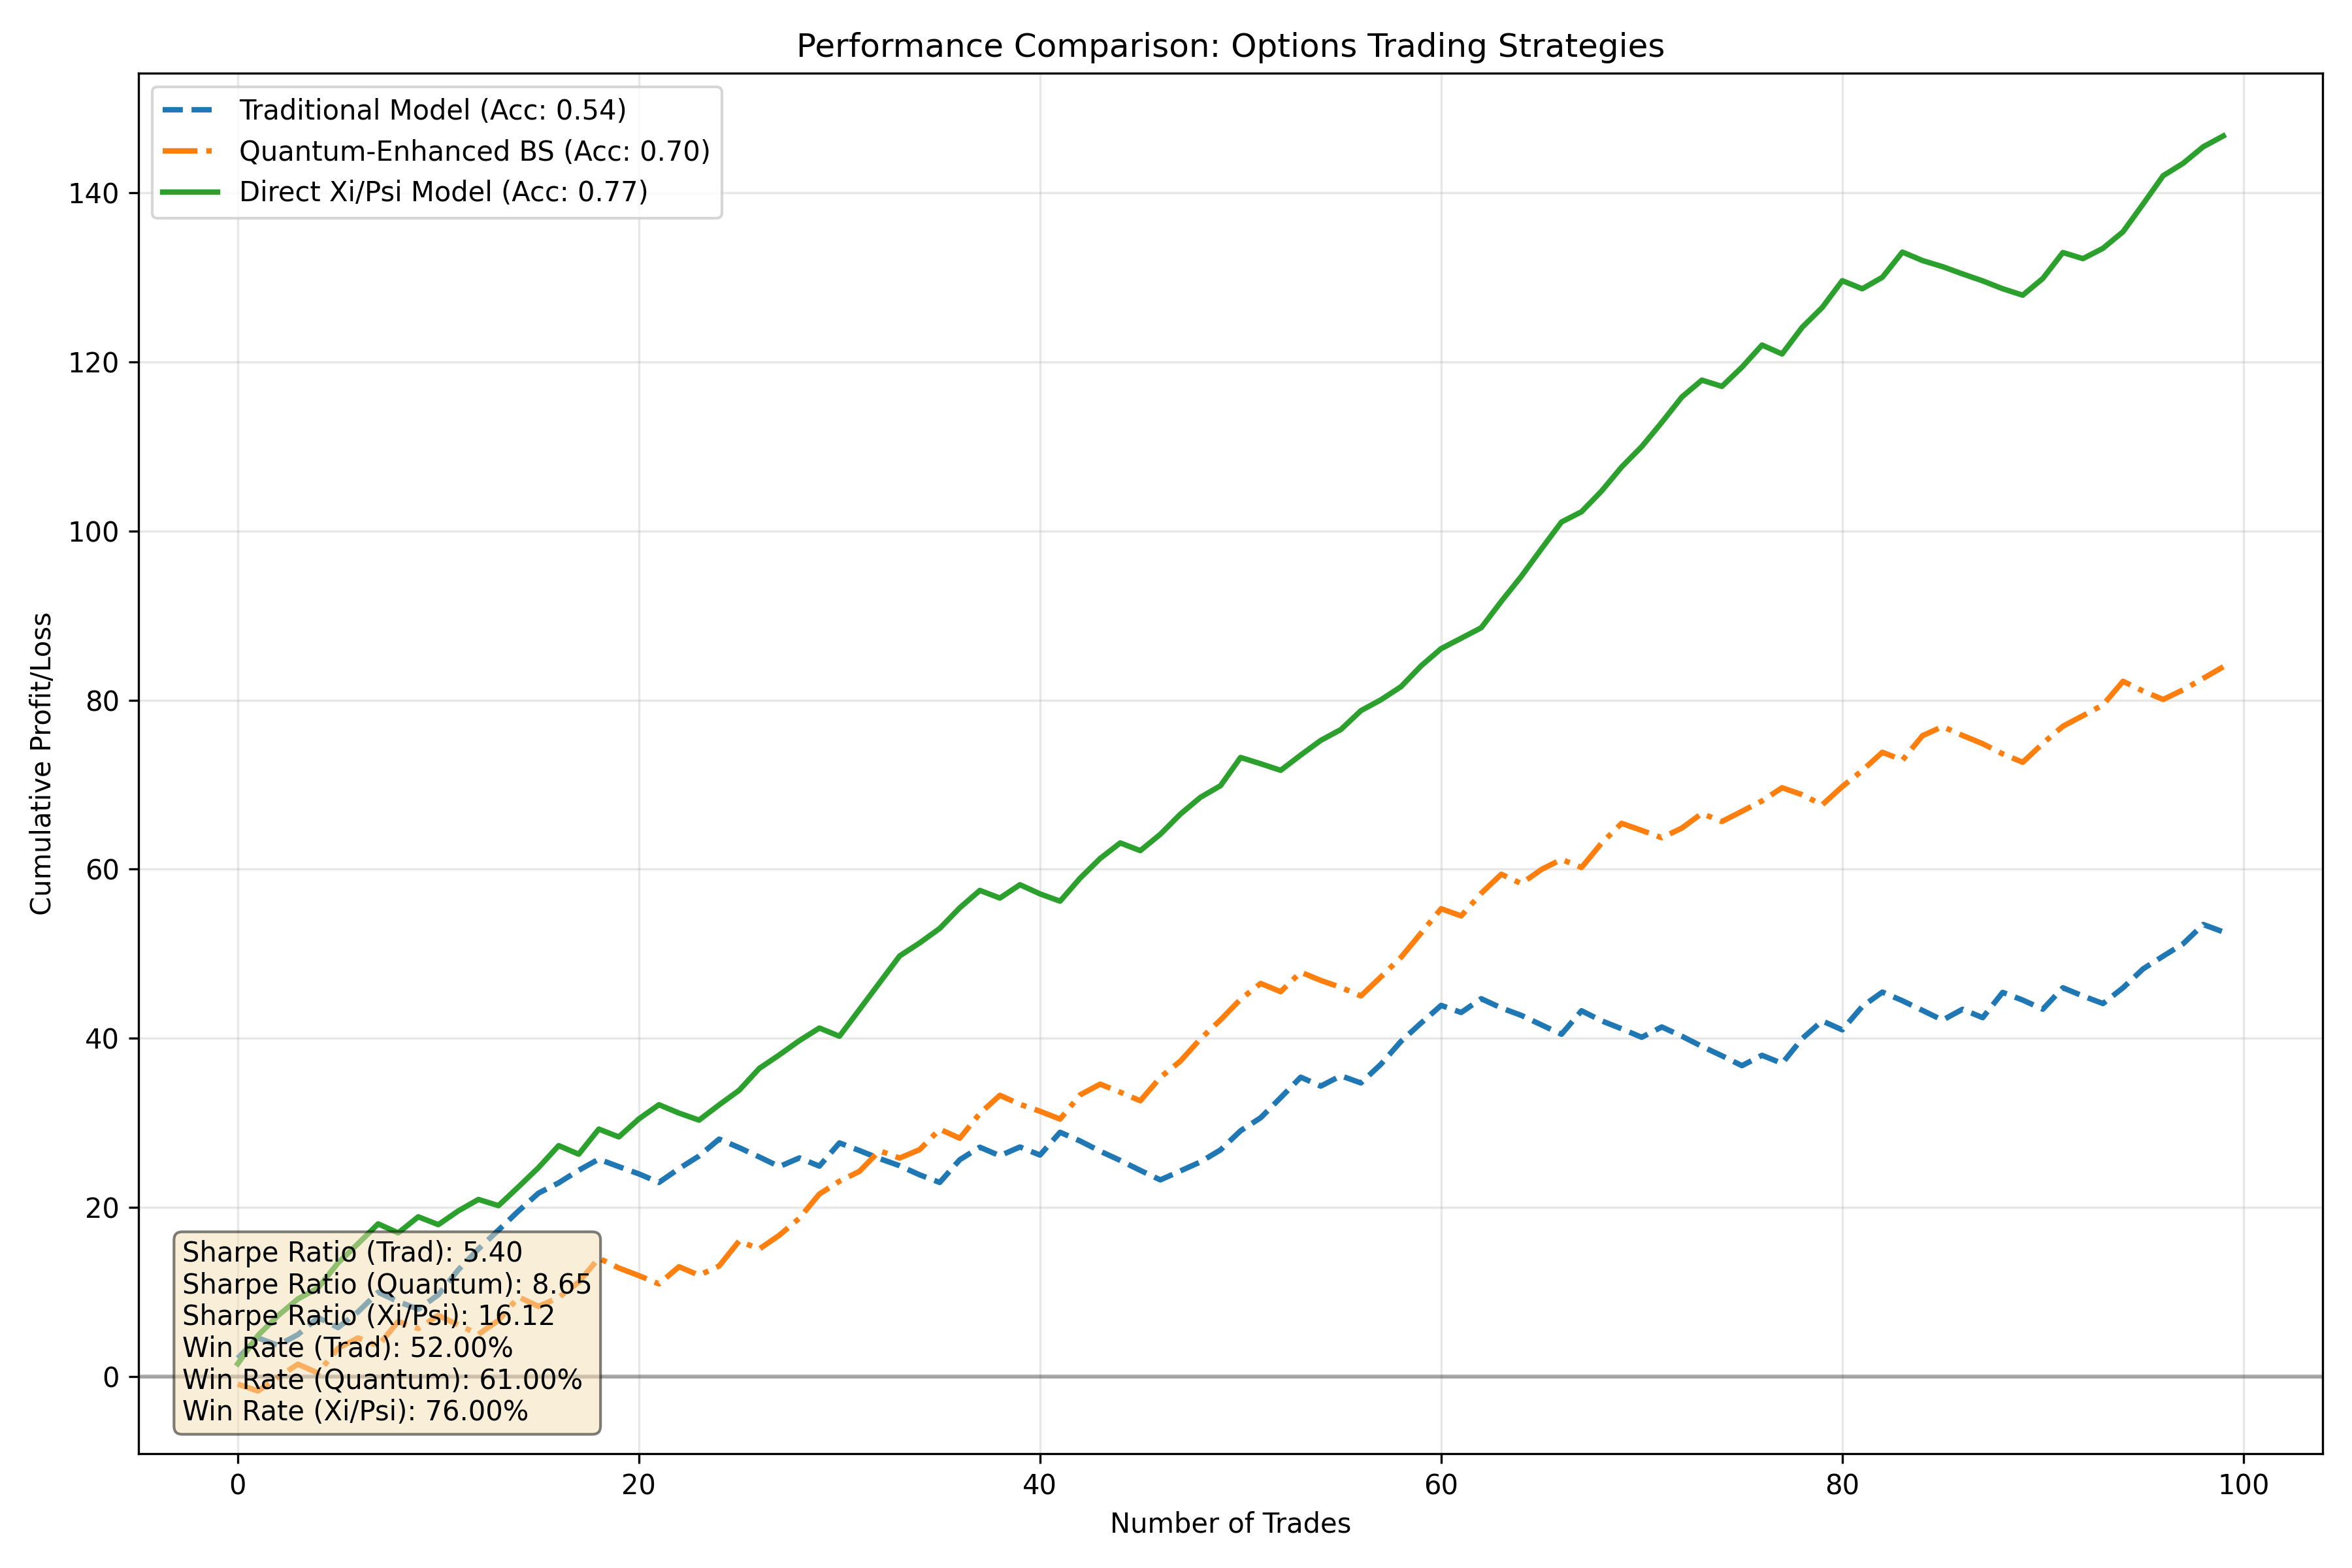 Performance Comparison: Options Trading Strategies
Traditional Model (Acc: 0.54)
Quantum-Enhanced BS (Acc: 0.70)
Direct Xi/Psi Model (Acc: 0.77)
Cumulative Profit/Loss
140
120
100
80
60
40
20
0
Sharpe Ratio (Trad): 5.40
Sharpe Ratio (Quantum): 8.65
Sharpe Ratio (Xi/Psi): 16.12
Win Rate (Trad): 52.00%
Win Rate (Quantum): 61.00%
Win Rate (Xi/Psi): 76.00%
0 20 40 60 80 100
Number of Trades